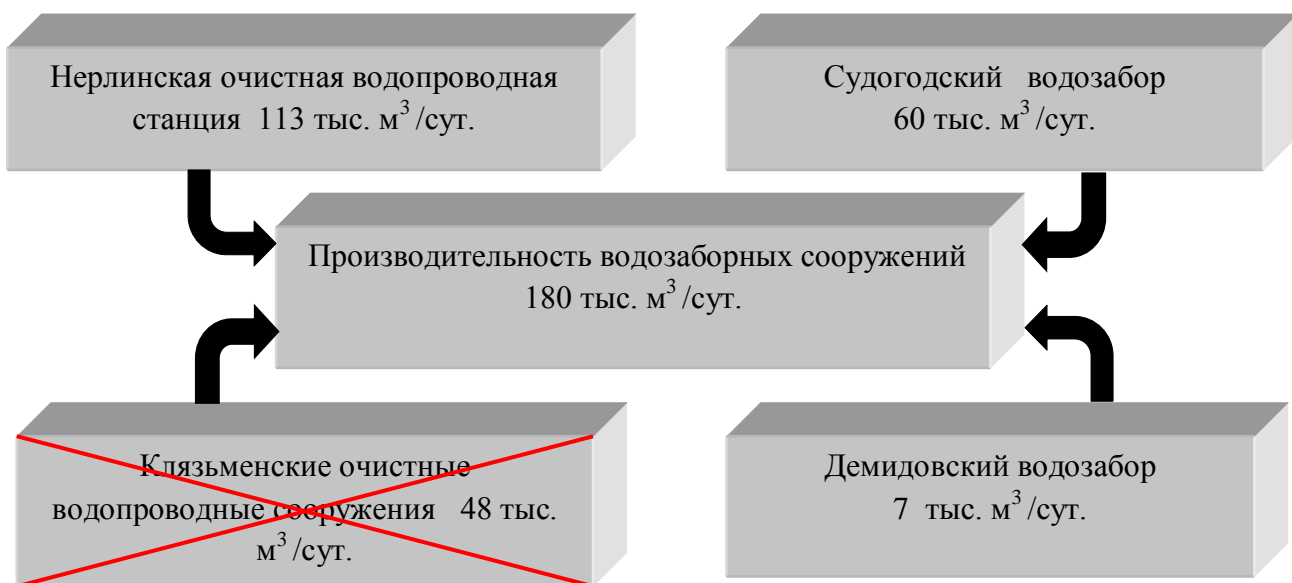 Нерлинская очистная водопроводная
станция 113 тыс. м³/сут.
Судогодский водозабор
60 тыс. м³/сут.
Производительность водозаборных сооружений
180 тыс. м³/сут.
Клязьменские очистные
водопроводные сооружения 48 тыс.
м³/сут.
Демидовский водозабор
7 тыс. м³/сут.